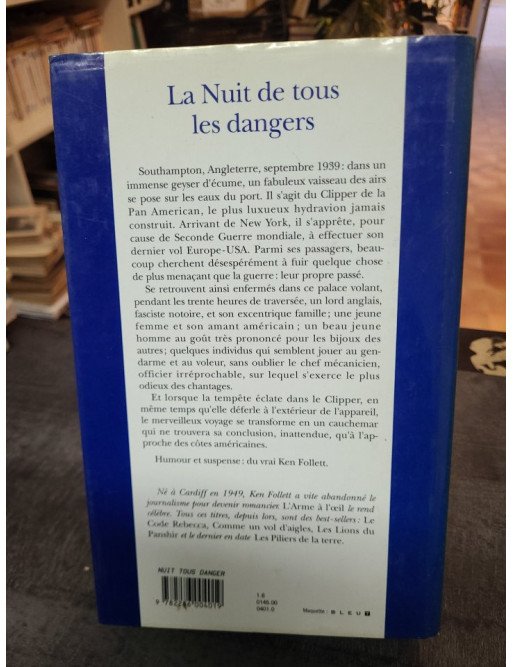 La Nuit de tous
les dangers
Southampton, Angleterre, septembre 1939 : dans un
immense geyser d'écume, un fabuleux vaisseau des airs
se pose sur les eaux du port. Il s'agit du Clipper de la
Pan American, le plus luxueux hydravion jamais
construit. Arrivant de New York, il s'apprête, pour
cause de Seconde Guerre mondiale, à effectuer son
dernier vol Europe-USA. Parmi ses passagers, beau-
coup cherchent désespérément à fuir quelque chose
de plus menaçant que la guerre : leur propre passé.
Se retrouvent ainsi enfermés dans ce palace volant,
pendant les trente heures de traversée, un lord anglais,
fasciste notoire, et son excentrique famille ; une jeune
femme et son amant américain ; un beau jeune
homme au goût très prononcé pour les bijoux des
autres ; quelques individus qui semblent jouer au gen-
darme et au voleur, sans oublier le chef mécanicien,
officier irréprochable, sur lequel s'exerce le plus
odieux des chantages.
Et lorsque la tempête éclate dans le Clipper, en
même temps qu'elle déferle à l'extérieur de l'appareil,
le merveilleux voyage se transforme en un cauchemar
qui ne trouvera sa conclusion, inattendue, qu'à l'ap-
proche des côtes américaines.
Humour et suspense : du vrai Ken Follett.
Né à Cardiff en 1949, Ken Follett a vite abandonné le
journalisme pour devenir romancier. L'Arme à l'œil le rend
célèbre. Tous ces titres, depuis lors, sont des best-sellers : Le
Code Rebecca, Comme un vol d'aigles, Les Lions du
Panshir et le dernier en date Les Piliers de la terre.
NUIT TOUS DANGER
9 782286 004019
1.6
0145.00
0401.0
Maquette : BLEUT